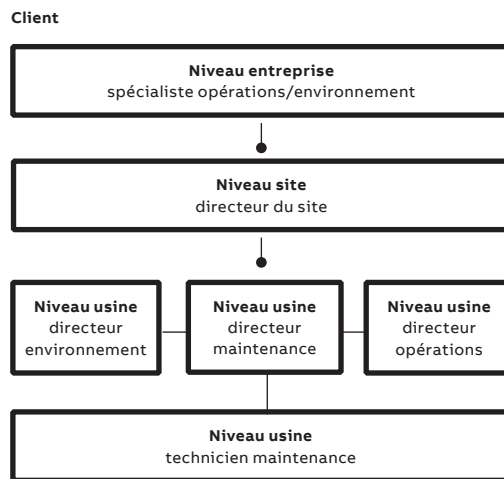 Client
Niveau entreprise
spécialiste opérations/environnement
Niveau site
directeur du site
Niveau usine
directeur
environnement
Niveau usine
directeur
maintenance
Niveau usine
directeur
opérations
Niveau usine
technicien maintenance